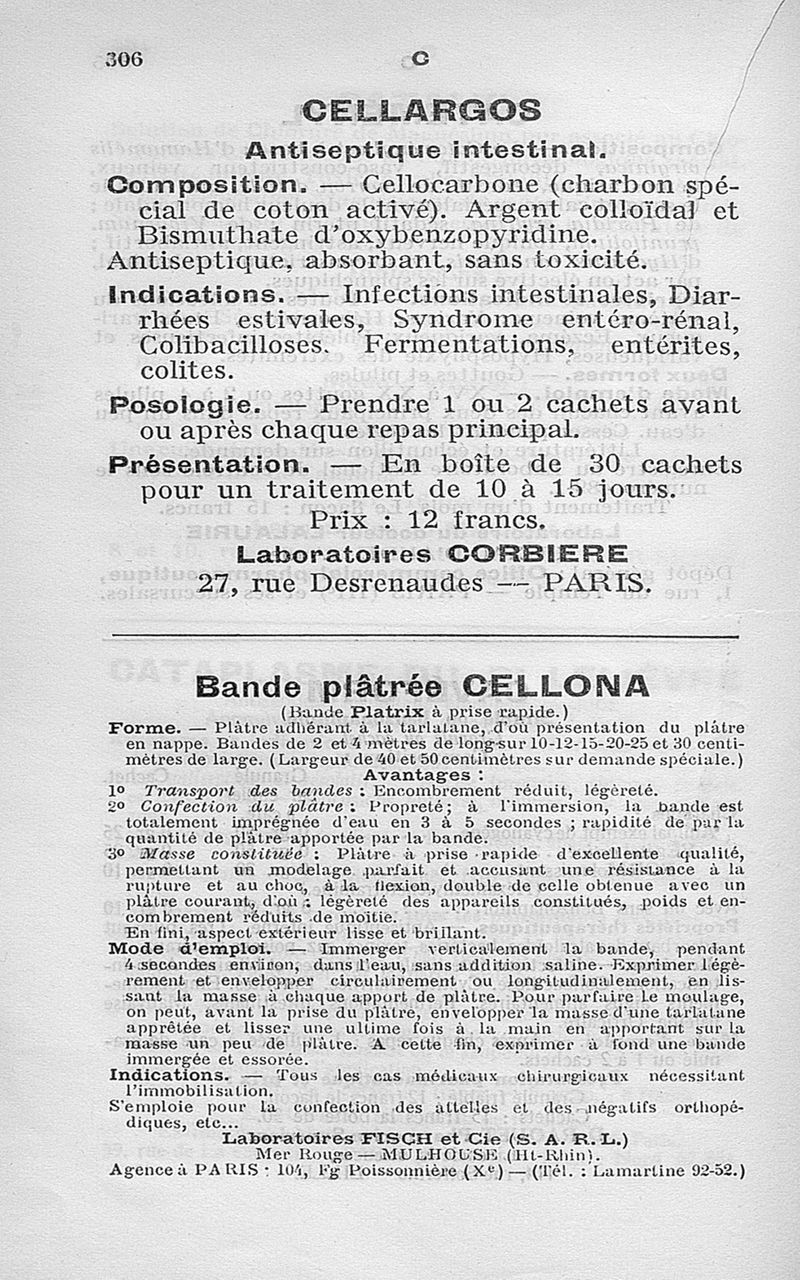 306
C
CELLARGOS
Antiseptique intestinal.
Composition. — Cellocarbone (charbon spé-
cial de coton activé). Argent colloïdal et
Bismuthate d'oxybenzopyridine.
Antiseptique, absorbant, sans toxicité.
Indications. — Infections intestinales, Diar-
rhées estivales, Syndrome entéro-rénal,
Colibacilloses. Fermentations, entérites,
colites.
Posologie. — Prendre 1 ou 2 cachets avant
ou après chaque repas principal.
Présentation. — En boîte de 30 cachets
pour un traitement de 10 à 15 jours.
Prix : 12 francs.
Laboratoires CORBIERE
27, rue Desrenaudes — PARIS.
Bande plâtrée CELLONA
(Bande Platrix à prise rapide.)
Forme. — Plâtre adhérant à la tarlatane, d'où présentation du plâtre
en nappe. Bandes de 2 et 4 mètres de long sur 10-12-15-20-25 et 30 centi-
mètres de large. (Largeur de 40 et 50 centimètres sur demande spéciale.)
Avantages :
1º Transport des bandes : Encombrement réduit, légèreté.
2º Confection du plâtre : Propreté; à l'immersion, la bande est
totalement imprégnée d'eau en 3 à 5 secondes ; rapidité de par la
quantité de plâtre apportée par la bande.
3º Masse constituée : Plâtre à prise rapide d'excellente qualité,
permettant un modelage parfait et accusant une résistance à la
rupture et au choc, à la flexion, double de celle obtenue avec un
plâtre courant, d'où : légèreté des appareils constitués, poids et en-
combrement réduits de moitié.
En fini, aspect extérieur lisse et brillant.
Mode d'emploi. — Immerger verticalement la bande, pendant
4 secondes environ, dans l'eau, sans addition saline. Exprimer légè-
rement et envelopper circulairement ou longitudinalement, en lis-
sant la masse à chaque apport de plâtre. Pour parfaire le moulage,
on peut, avant la prise du plâtre, envelopper la masse d'une tarlatane
apprêtée et lisser une ultime fois à la main en apportant sur la
masse un peu de plâtre. A cette fin, exprimer à fond une bande
immergée et essorée.
Indications. — Tous les cas médicaux chirurgicaux nécessitant
l'immobilisation.
S'emploie pour la confection des attelles et des négatifs orthopé-
diques, etc...
Laboratoires FISCH et Cie (S. A. R. L.)
Mer Rouge — MULHOUSE (Ht-Rhin).
Agence à PARIS : 104, Fg Poissonnière (Xe) — (Tél. : Lamartine 92-52.)